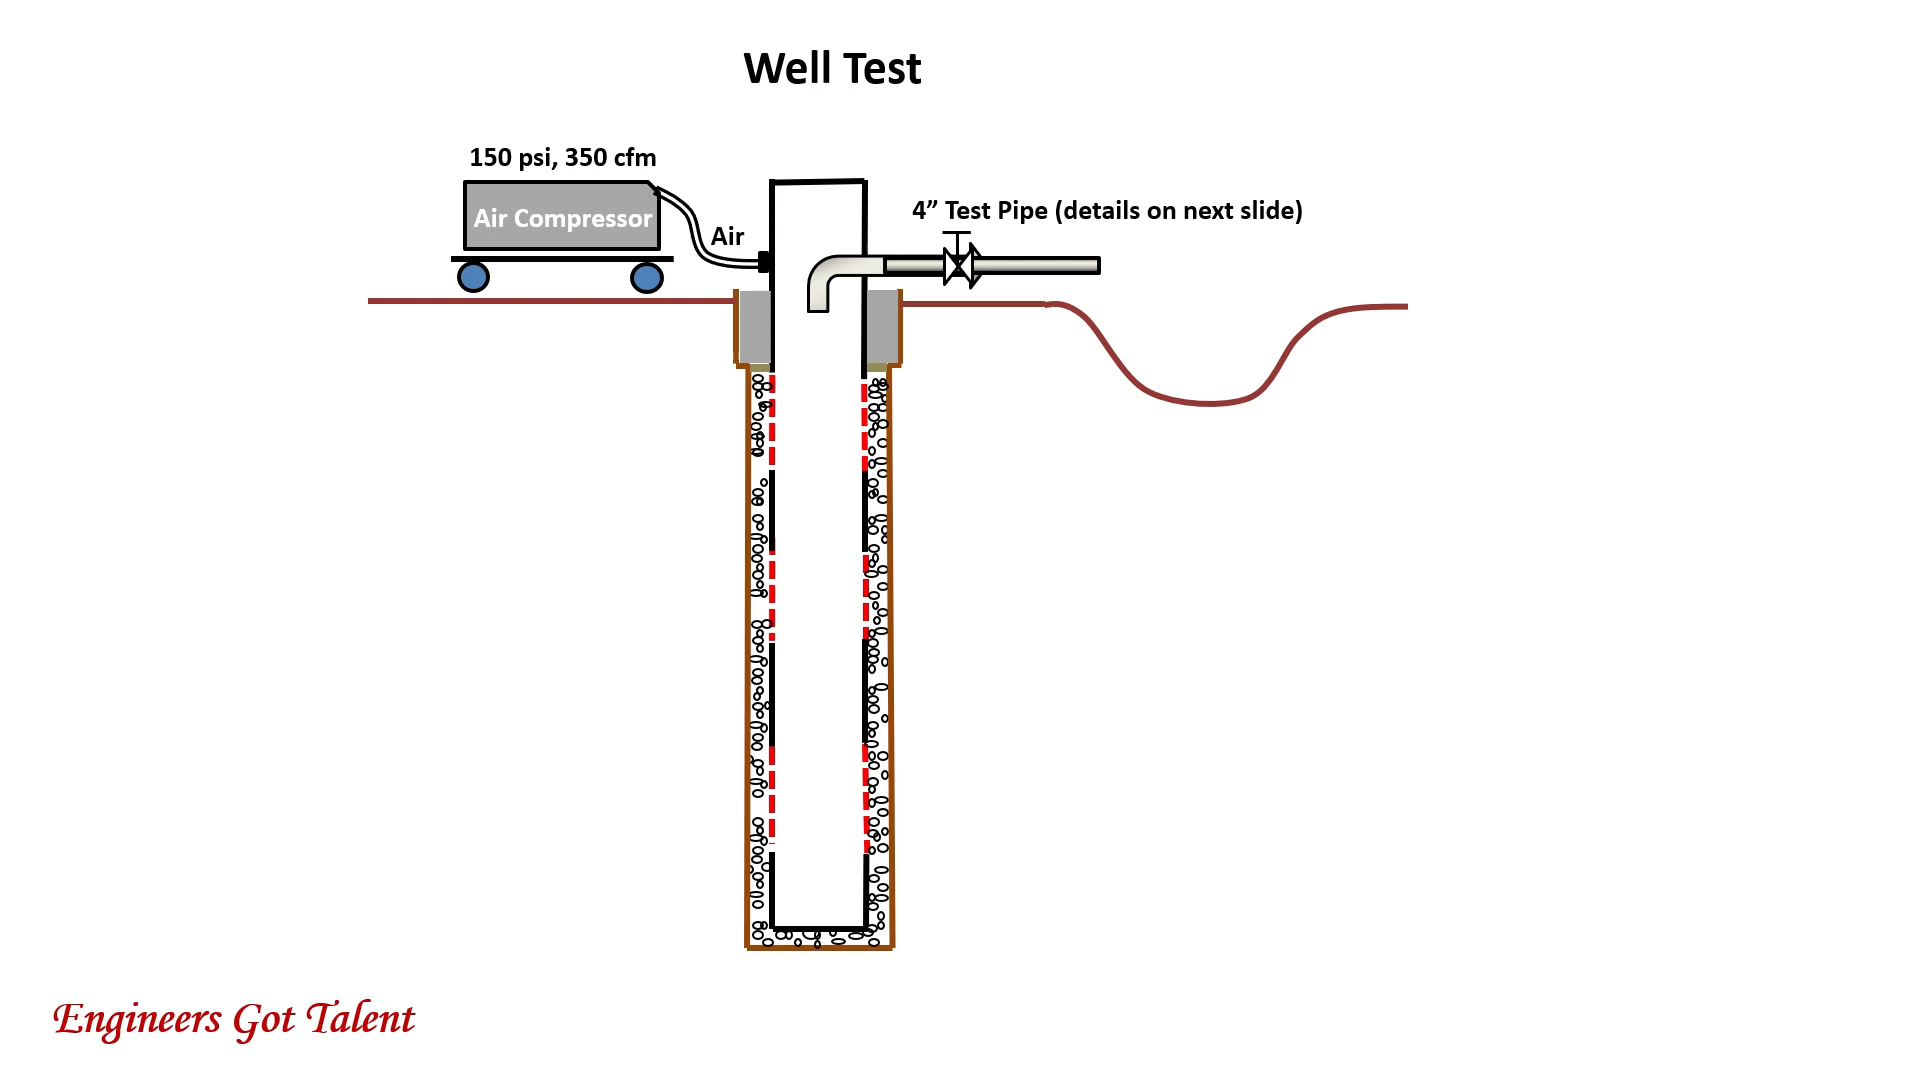 Well Test
150 psi, 350 cfm
Air Compressor
Air
4” Test Pipe (details on next slide)
Engineers Got Talent